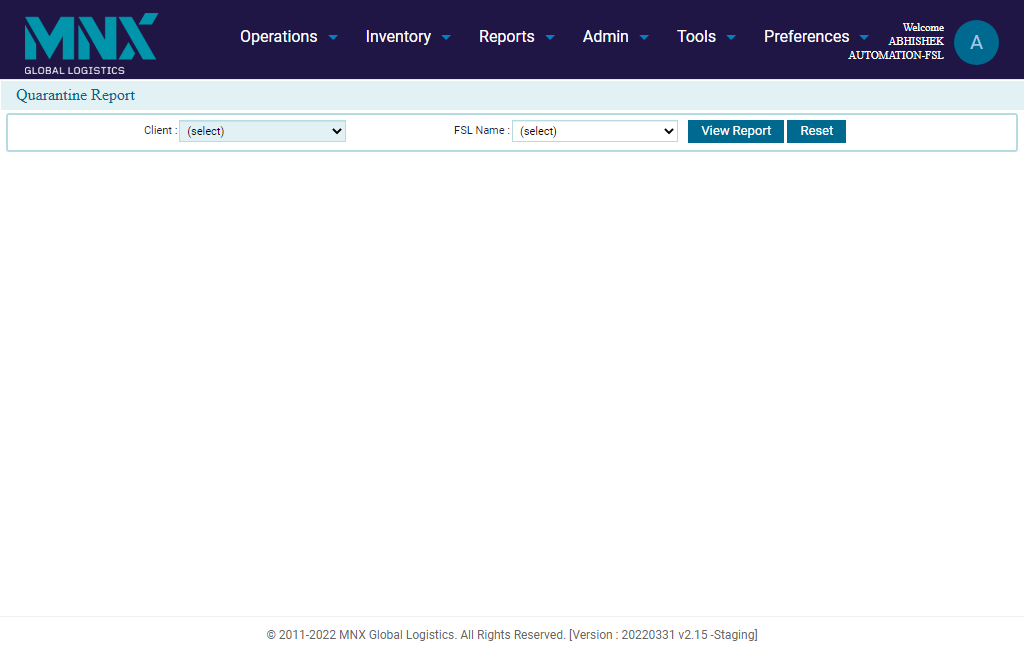 MNX
GLOBAL LOGISTICS
Operations Inventory Reports Admin Tools Preferences
Welcome
ABHISHEK
AUTOMATION-FSL
A
Quarantine Report
Client : (select) FSL Name : (select) View Report Reset
© 2011-2022 MNX Global Logistics. All Rights Reserved. [Version : 20220331 v2.15 -Staging]